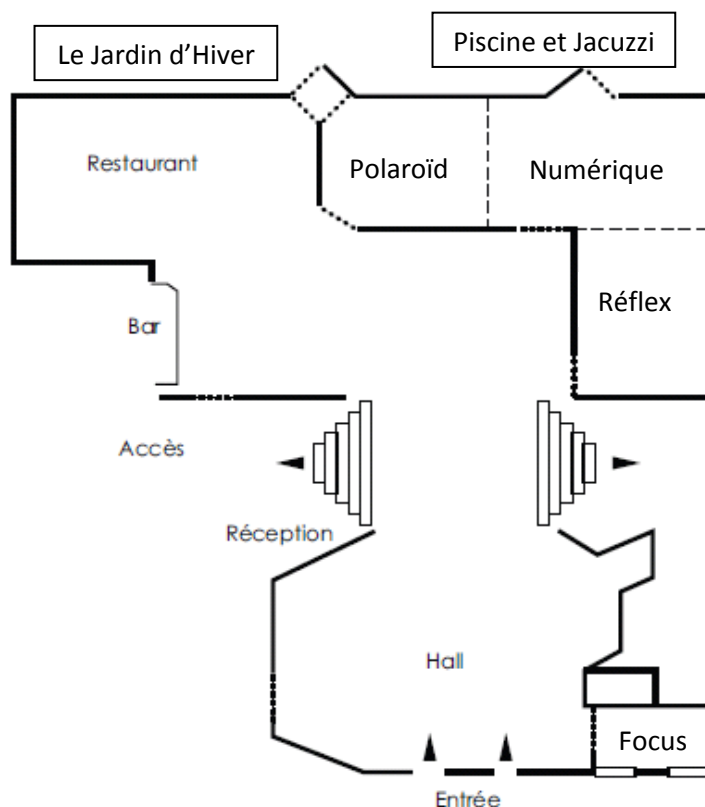 Le Jardin d'Hiver
Piscine et Jacuzzi
Restaurant
Polaroïd
Numérique
Réflex
Bar
Accès
Réception
Hall
Focus
Entrée